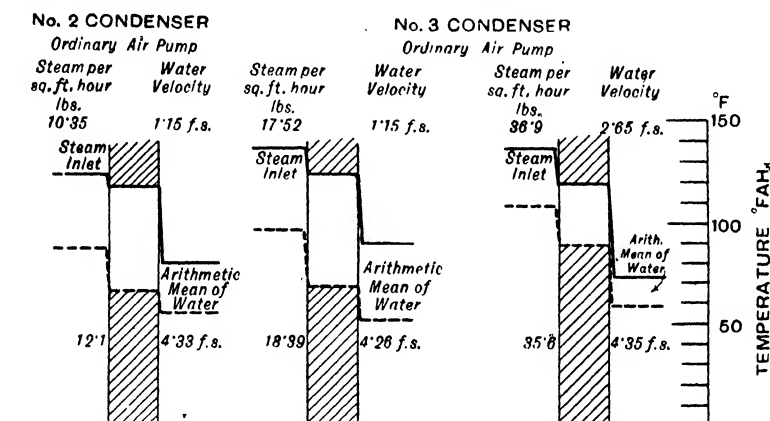 No. 2 CONDENSER
Ordinary Air Pump
Steam per
sq. ft. hour
lbs.
10·35
Water
Velocity
1·15 f.s.
Steam
Inlet
Arithmetic
Mean of
Water
12·1
4·33 f.s.
No. 3 CONDENSER
Ordinary Air Pump
Steam per
sq. ft. hour
lbs.
17·52
Water
Velocity
1·15 f.s.
Steam
Inlet
Arithmetic
Mean of
Water
18·39
4·26 f.s.
Steam per
sq. ft. hour
lbs.
36·9
Water
Velocity
2·65 f.s.
Steam
Inlet
Arith.
Mean of
Water
35·6
4·35 f.s.
°F
150
100
50
TEMPERATURE °FAH.